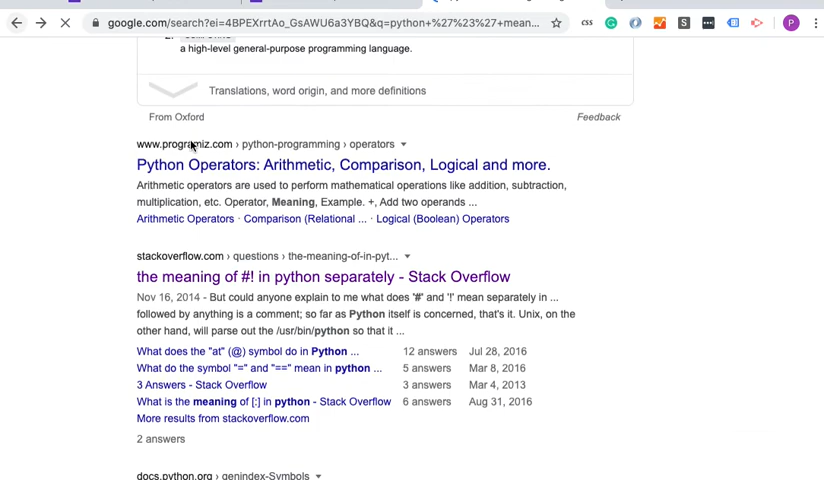 google.com/search?ei=4BPEXrrtAo_GsAWU6a3YBQ&q=python+%27%23%27+mean...
css
S
P
a high-level general-purpose programming language.
Translations, word origin, and more definitions
From Oxford
Feedback
www.programiz.com › python-programming › operators
Python Operators: Arithmetic, Comparison, Logical and more.
Arithmetic operators are used to perform mathematical operations like addition, subtraction,
multiplication, etc. Operator, Meaning, Example. +, Add two operands ...
Arithmetic Operators · Comparison (Relational ... · Logical (Boolean) Operators
stackoverflow.com › questions › the-meaning-of-in-pyt...
the meaning of #! in python separately - Stack Overflow
Nov 16, 2014 - But could anyone explain to me what does '#' and '!' mean separately in ...
followed by anything is a comment; so far as Python itself is concerned, that's it. Unix, on the
other hand, will parse out the /usr/bin/python so that it ...
What does the "at" (@) symbol do in Python ... 12 answers Jul 28, 2016
What do the symbol "=" and "==" mean in python ... 5 answers Mar 8, 2016
3 Answers - Stack Overflow 3 answers Mar 4, 2013
What is the meaning of [:] in python - Stack Overflow 6 answers Aug 31, 2016
More results from stackoverflow.com
2 answers
docs.python.org › genindex-Symbols